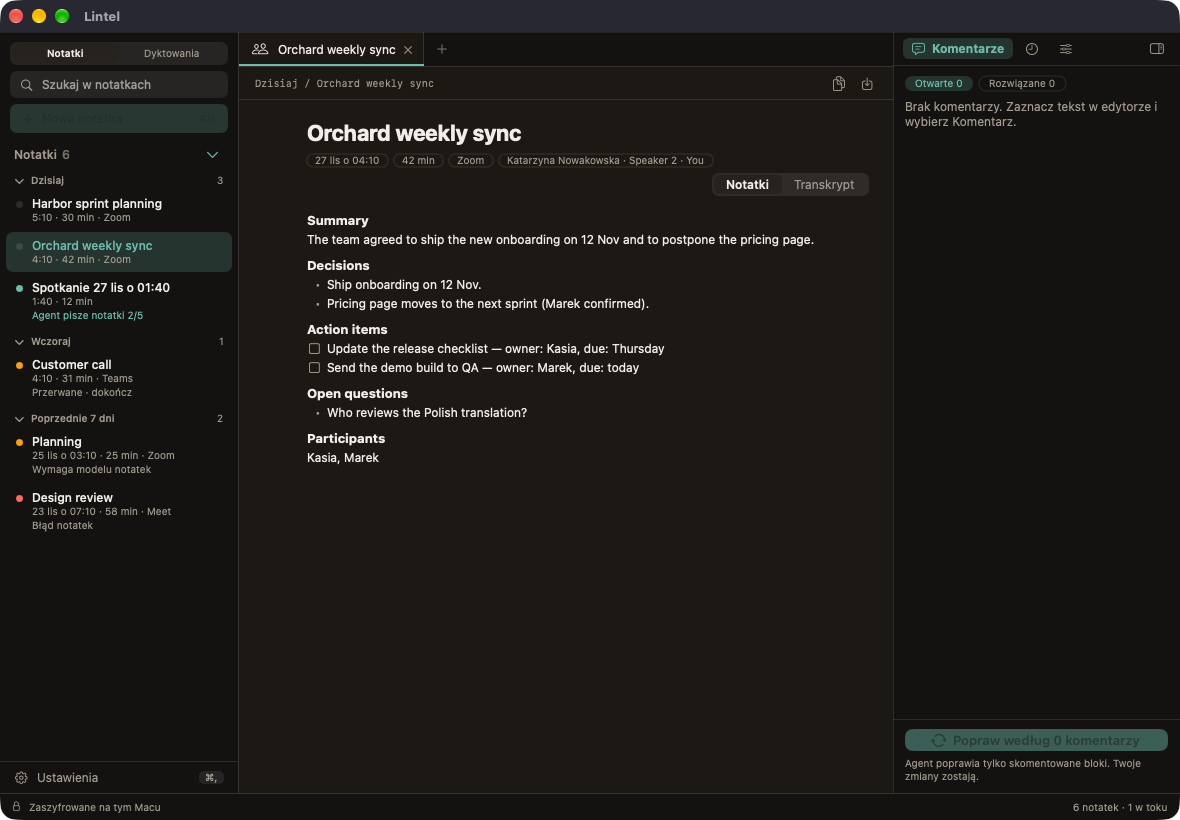 Lintel
Notatki
Dyktowania
Szukaj w notatkach
Nowa notatka
Notatki 6
Dzisiaj 3
Harbor sprint planning
5:10 · 30 min · Zoom
Orchard weekly sync
4:10 · 42 min · Zoom
Spotkanie 27 lis o 01:40
1:40 · 12 min
Agent pisze notatki 2/5
Wczoraj 1
Customer call
4:10 · 31 min · Teams
Przerwane · dokończ
Poprzednie 7 dni 2
Planning
25 lis o 03:10 · 25 min · Zoom
Wymaga modelu notatek
Design review
23 lis o 07:10 · 58 min · Meet
Błąd notatek
Ustawienia ⌘,
Orchard weekly sync
Dzisiaj / Orchard weekly sync
Orchard weekly sync
27 lis o 04:10
42 min
Zoom
Katarzyna Nowakowska · Speaker 2 · You
Notatki
Transkrypt
Summary
The team agreed to ship the new onboarding on 12 Nov and to postpone the pricing page.
Decisions
• Ship onboarding on 12 Nov.
• Pricing page moves to the next sprint (Marek confirmed).
Action items
Update the release checklist — owner: Kasia, due: Thursday
Send the demo build to QA — owner: Marek, due: today
Open questions
• Who reviews the Polish translation?
Participants
Kasia, Marek
Komentarze
Otwarte 0
Rozwiązane 0
Brak komentarzy. Zaznacz tekst w edytorze i
wybierz Komentarz.
Popraw według 0 komentarzy
Agent poprawia tylko skomentowane bloki. Twoje
zmiany zostają.
Zaszyfrowane na tym Macu
6 notatek · 1 w toku